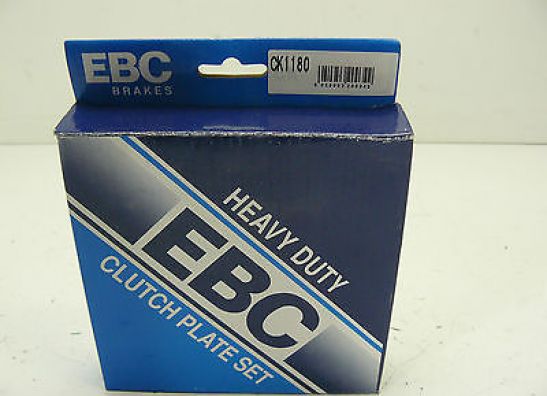 EBC
BRAKES
CK1180
HEAVY DUTY
EBC
CLUTCH PLATE SET